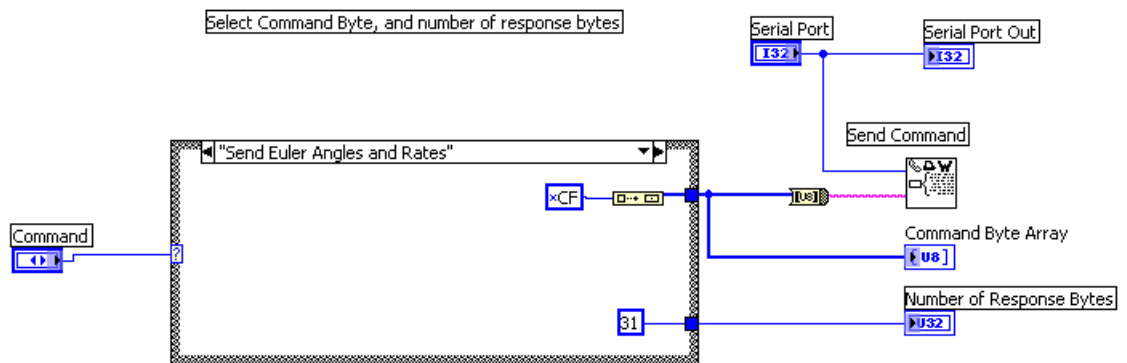 Select Command Byte, and number of response bytes
Serial Port
I32
Serial Port Out
I32
Send Command
"Send Euler Angles and Rates"
×CF
[U8]
Command
?
Command Byte Array
[U8]
31
Number of Response Bytes
U32